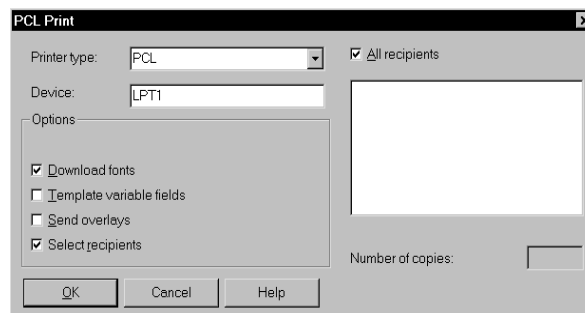 PCL Print
Printer type: PCL
All recipients
Device: LPT1
Options
Download fonts
Template variable fields
Send overlays
Select recipients
Number of copies:
OK Cancel Help